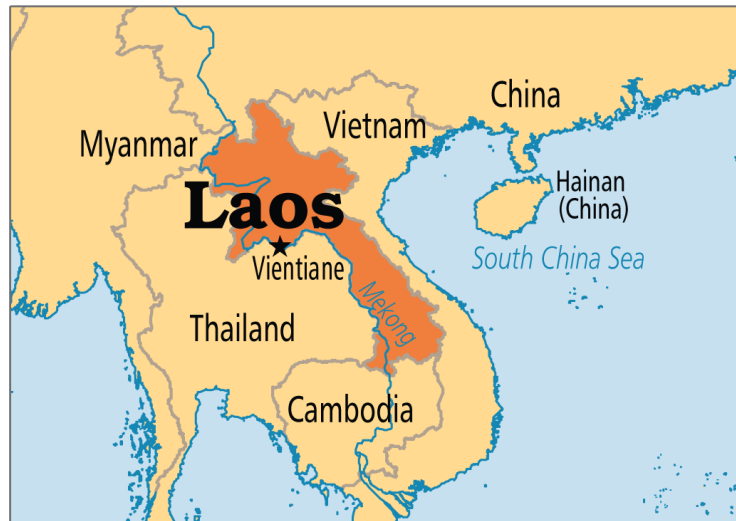 China
Vietnam
Myanmar
Hainan
(China)
Laos
South China Sea
Vientiane
Mekong
Thailand
Cambodia